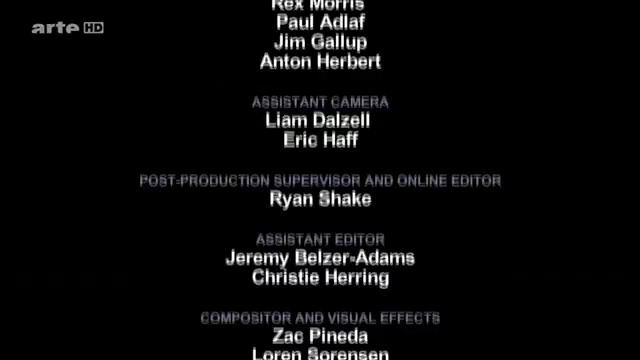 arte HD
Rex Morris
Paul Adlaf
Jim Gallup
Anton Herbert
ASSISTANT CAMERA
Liam Dalzell
Eric Haff
POST-PRODUCTION SUPERVISOR AND ONLINE EDITOR
Ryan Shake
ASSISTANT EDITOR
Jeremy Belzer-Adams
Christie Herring
COMPOSITOR AND VISUAL EFFECTS
Zac Pineda
Loren Sorensen